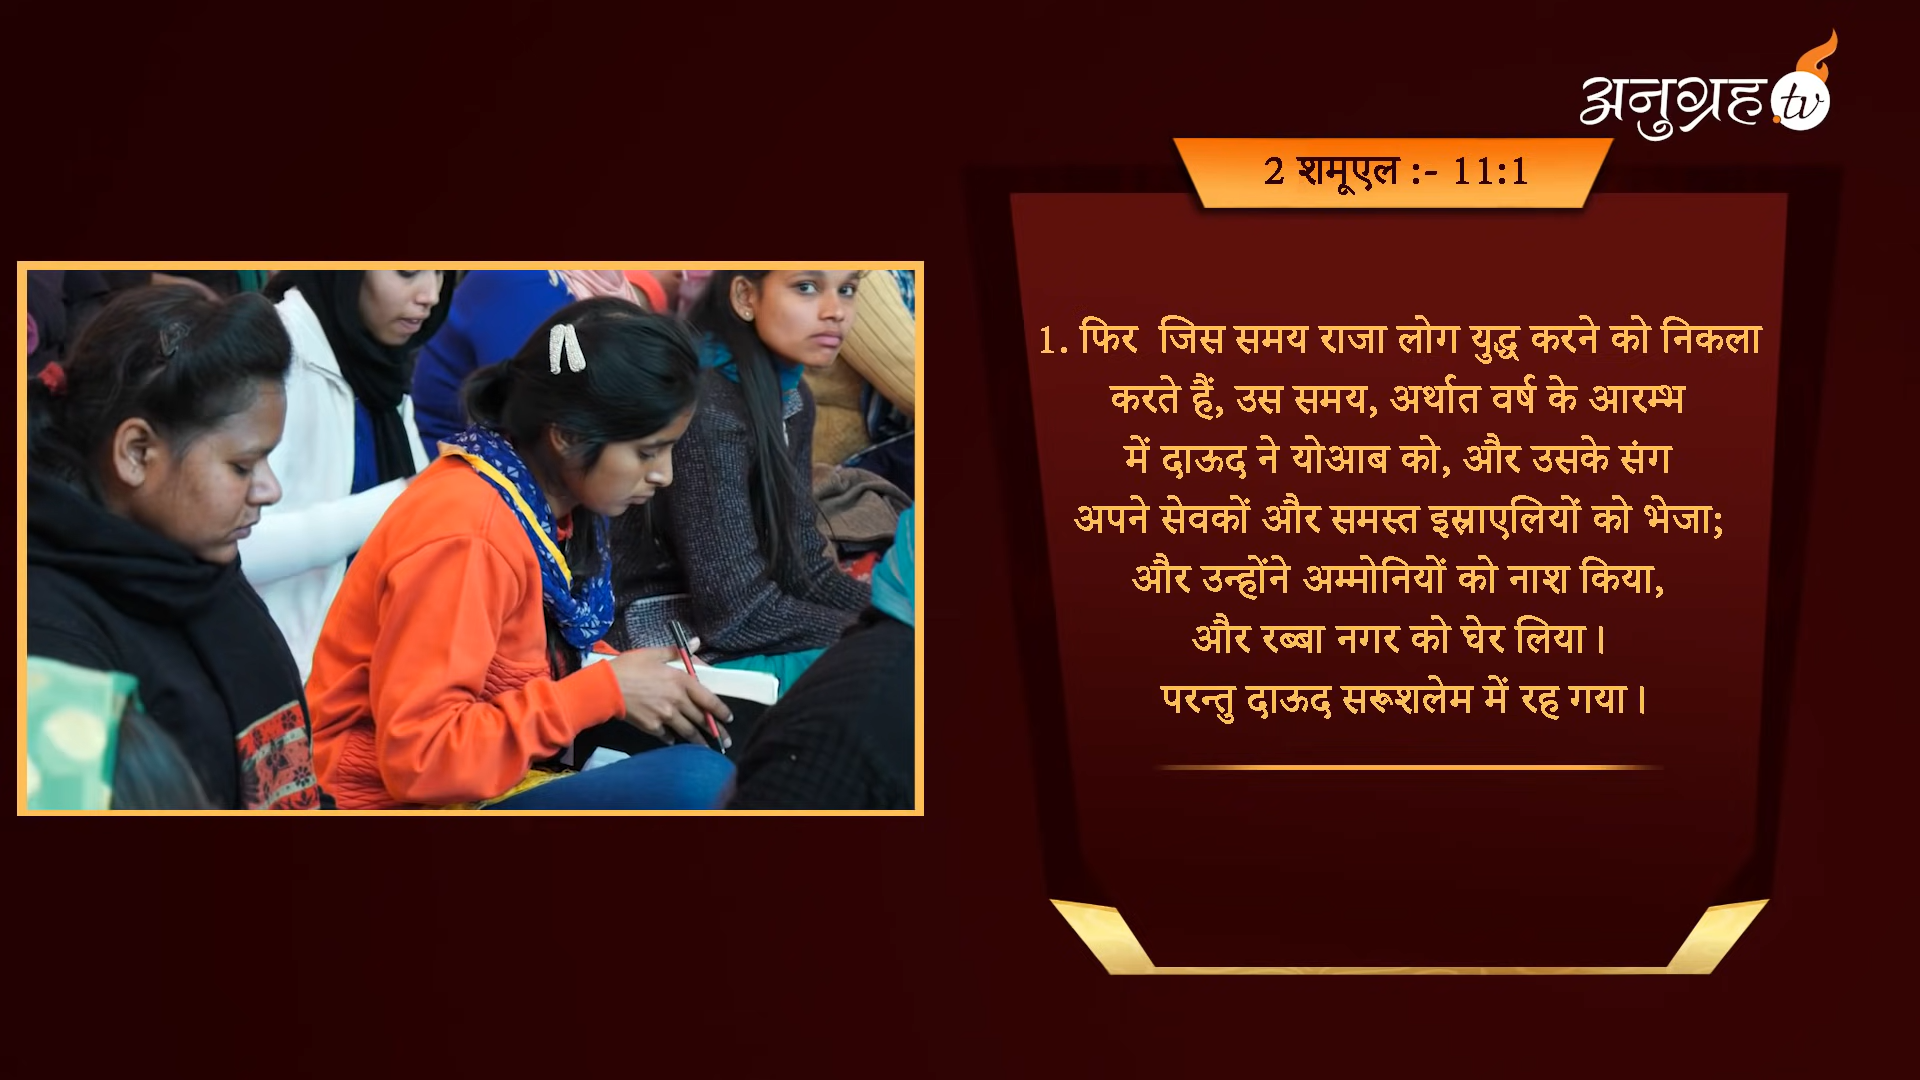 अनुग्रह.tv
2 शमूएल :- 11:1
1. फिर  जिस समय राजा लोग युद्ध करने को निकला
करते हैं, उस समय, अर्थात वर्ष के आरम्भ
में दाऊद ने योआब को, और उसके संग
अपने सेवकों और समस्त इस्राएलियों को भेजा;
और उन्होंने अम्मोनियों को नाश किया,
और रब्बा नगर को घेर लिया।
परन्तु दाऊद सरूशलेम में रह गया।